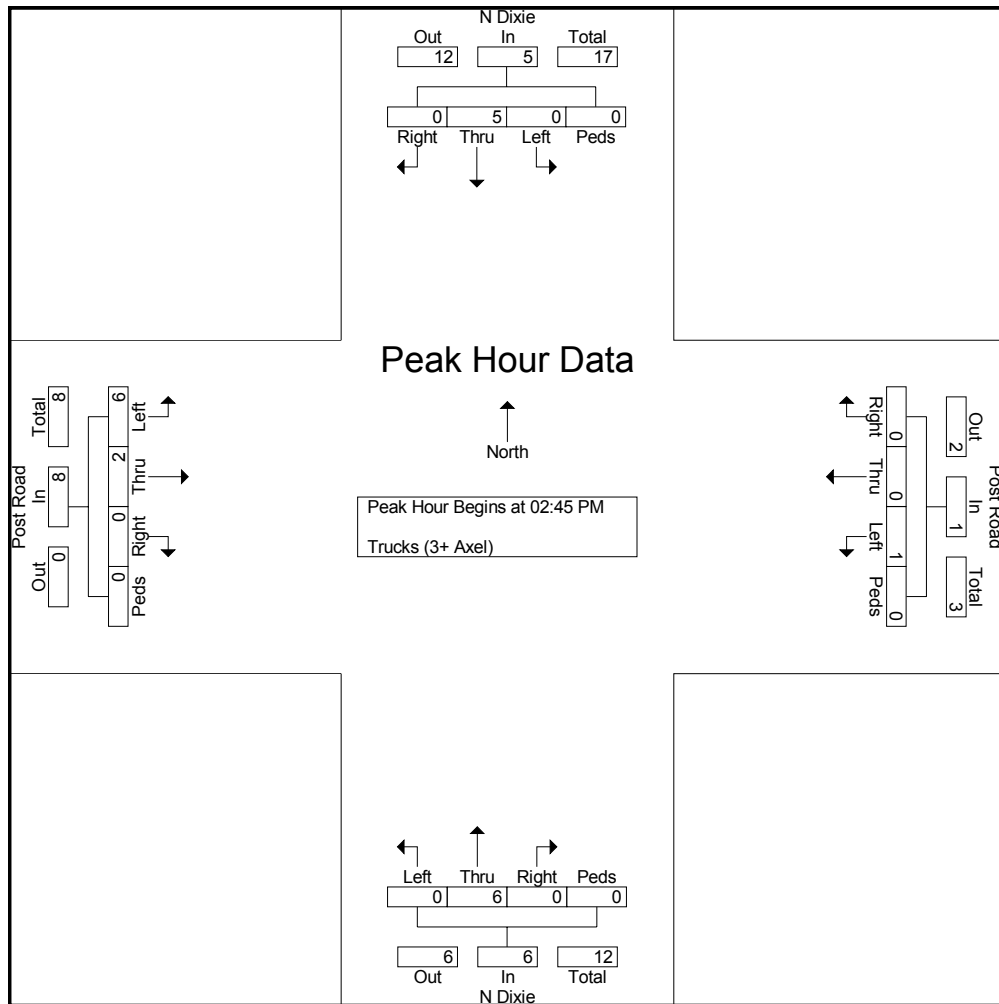 N Dixie
Out In Total
12 5 17
0 5 0 0
Right Thru Left Peds
Peak Hour Data
North
Peak Hour Begins at 02:45 PM
Trucks (3+ Axel)
Post Road
Out In Total
0 8 8
Left Thru Right Peds
6 2 0 0
Post Road
Out In Total
2 1 3
Right Thru Left Peds
0 0 1 0
Left Thru Right Peds
0 6 0 0
6 6 12
Out In Total
N Dixie